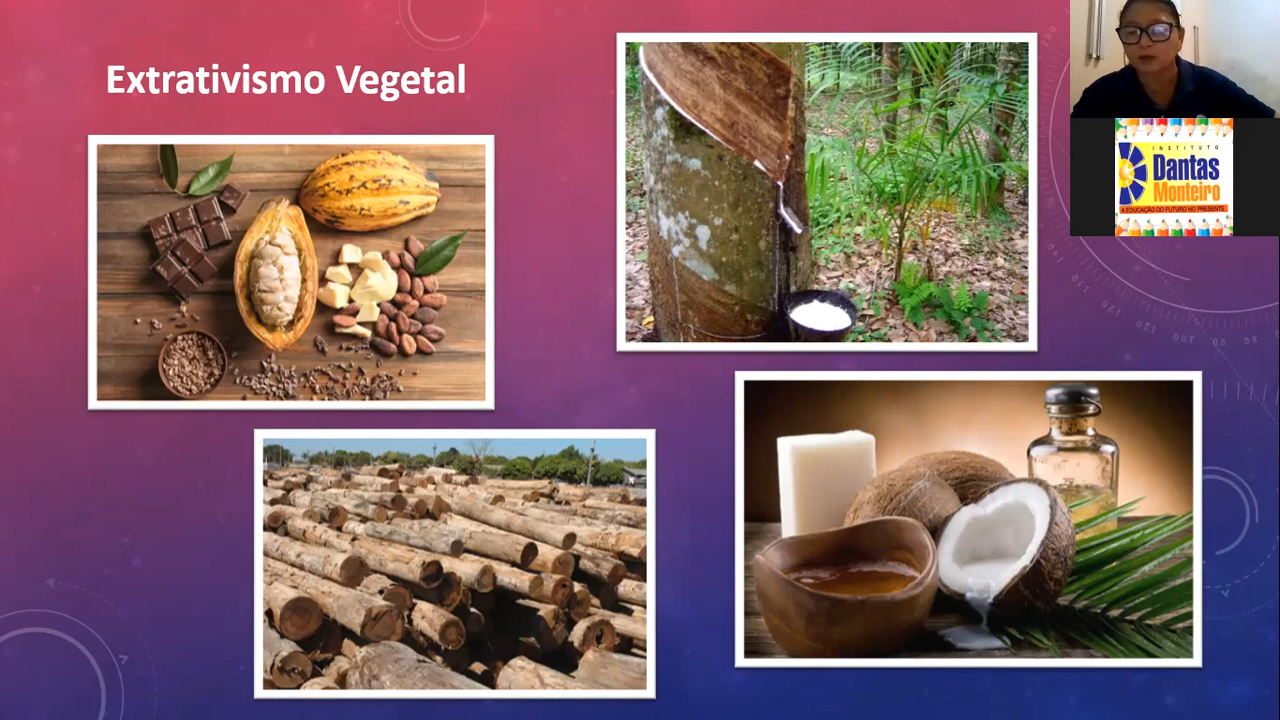 Extrativismo Vegetal
INSTITUTO
Dantas
Monteiro
A EDUCAÇÃO DO FUTURO NO PRESENTE